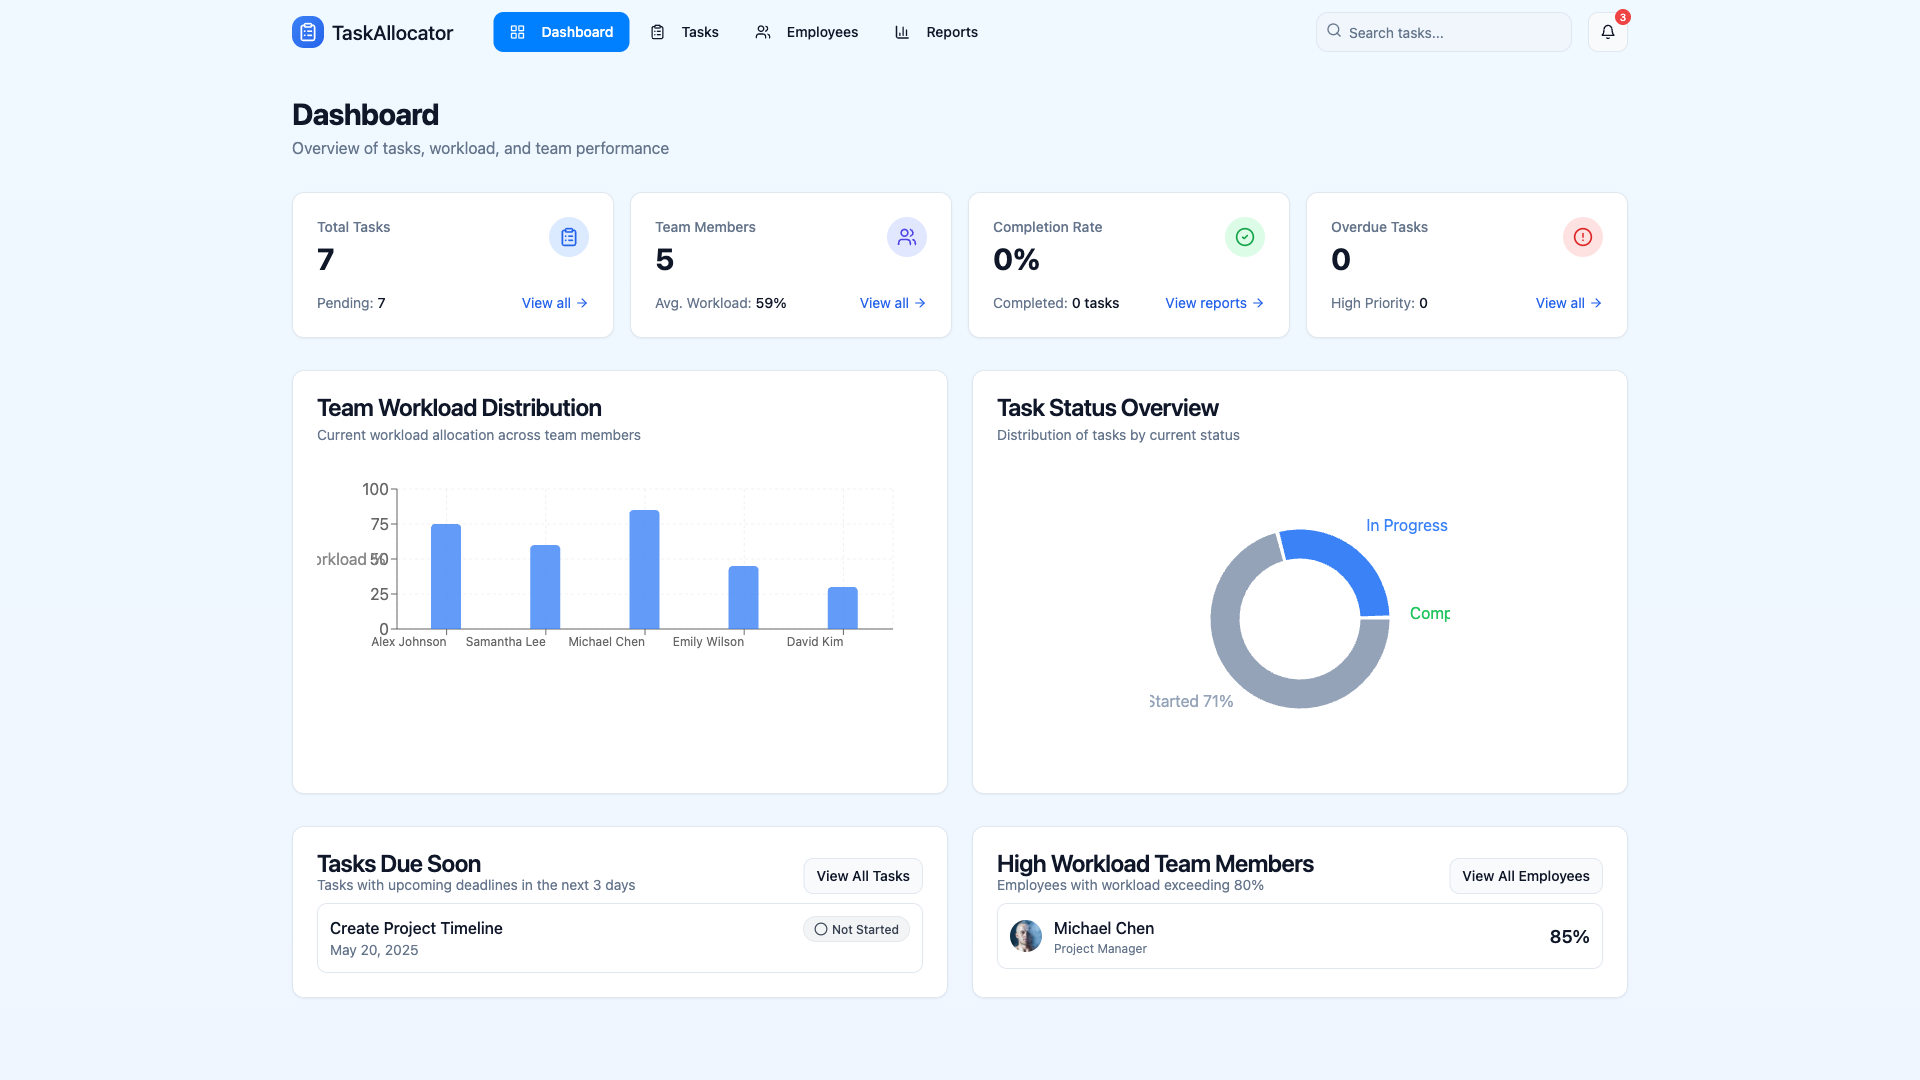 TaskAllocator
Dashboard
Tasks
Employees
Reports
Search tasks...
3
Dashboard
Overview of tasks, workload, and team performance
Total Tasks
7
Pending: 7
View all
Team Members
5
Avg. Workload: 59%
View all
Completion Rate
0%
Completed: 0 tasks
View reports
Overdue Tasks
0
High Priority: 0
View all
Team Workload Distribution
Current workload allocation across team members
100
75
50
25
0
Alex Johnson Samantha Lee Michael Chen Emily Wilson David Kim
Task Status Overview
Distribution of tasks by current status
In Progress
Comp
Started 71%
Tasks Due Soon
Tasks with upcoming deadlines in the next 3 days
View All Tasks
Create Project Timeline
May 20, 2025
Not Started
High Workload Team Members
Employees with workload exceeding 80%
View All Employees
Michael Chen
Project Manager
85%